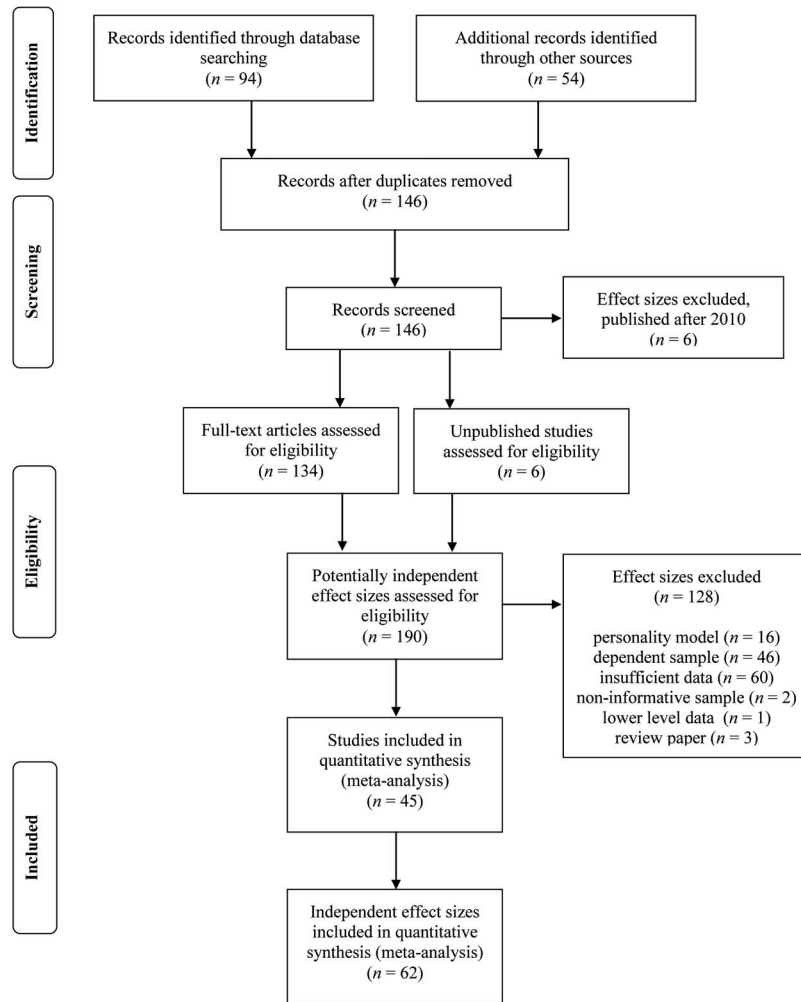 Identification
Records identified through database
searching
(n = 94)
Additional records identified
through other sources
(n = 54)
Records after duplicates removed
(n = 146)
Screening
Records screened
(n = 146)
Effect sizes excluded,
published after 2010
(n = 6)
Full-text articles assessed
for eligibility
(n = 134)
Unpublished studies
assessed for eligibility
(n = 6)
Eligibility
Potentially independent
effect sizes assessed for
eligibility
(n = 190)
Effect sizes excluded
(n = 128)
personality model (n = 16)
dependent sample (n = 46)
insufficient data (n = 60)
non-informative sample (n = 2)
lower level data (n = 1)
review paper (n = 3)
Included
Studies included in
quantitative synthesis
(meta-analysis)
(n = 45)
Independent effect sizes
included in quantitative
synthesis (meta-analysis)
(n = 62)